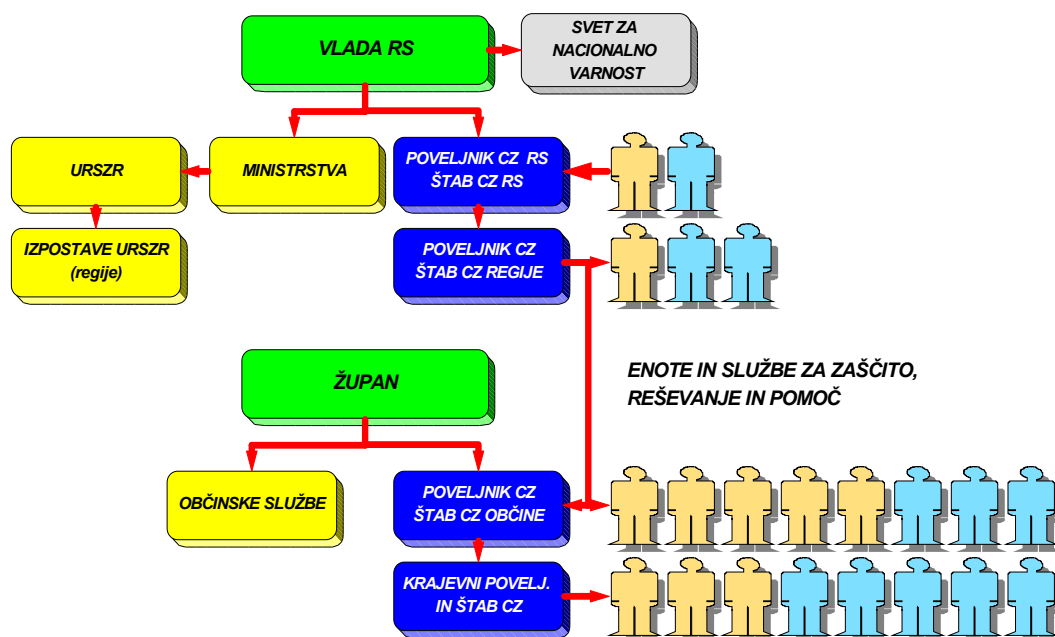 VLADA RS
SVET ZA
NACIONALNO
VARNOST
URSZR
MINISTRSTVA
POVELJNIK CZ RS
ŠTAB CZ RS
IZPOSTAVE URSZR
(regije)
POVELJNIK CZ
ŠTAB CZ REGIJE
ŽUPAN
ENOTE IN SLUŽBE ZA ZAŠČITO,
REŠEVANJE IN POMOČ
OBČINSKE SLUŽBE
POVELJNIK CZ
ŠTAB CZ OBČINE
KRAJEVNI POVELJ.
IN ŠTAB CZ